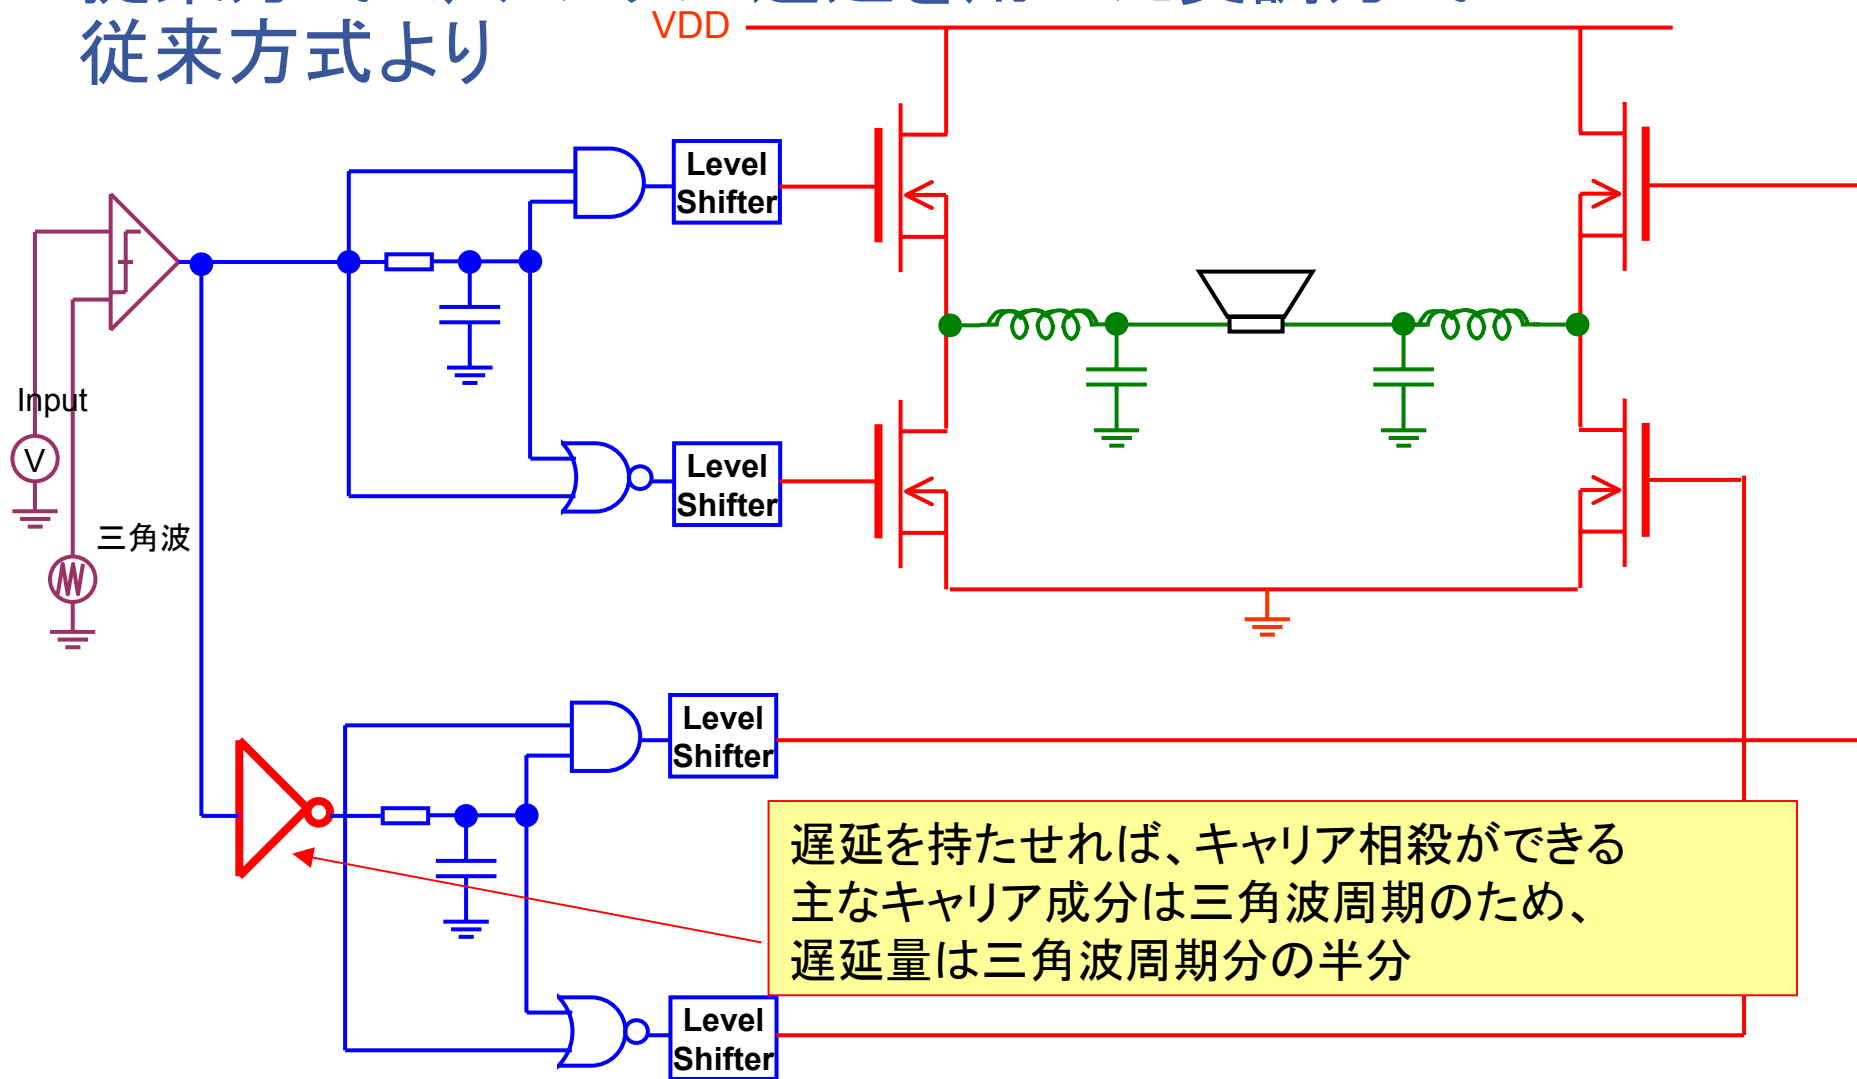 従来方式より
VDD
Level
Shifter
Level
Shifter
Input
V
三角波
Level
Shifter
遅延を持たせれば、キャリア相殺ができる
主なキャリア成分は三角波周期のため、
遅延量は三角波周期分の半分
Level
Shifter